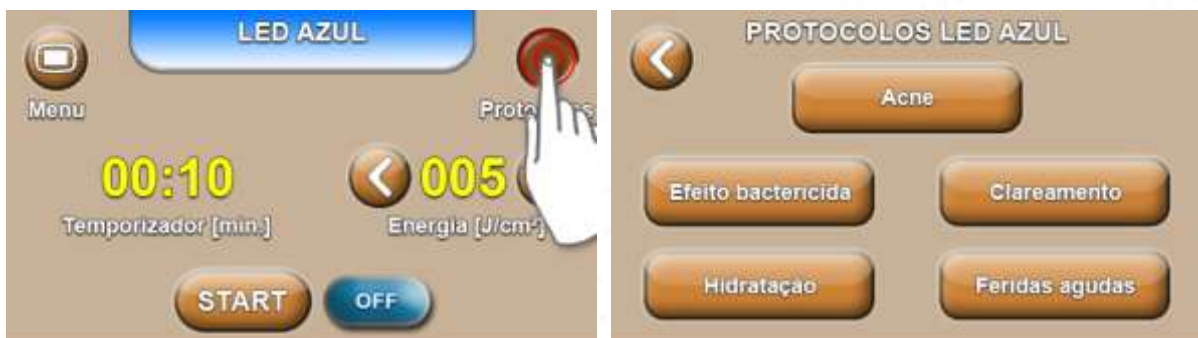 LED AZUL
Menu
00:10
005
Temporizador [min.]
Energia [J/cm²]
START
OFF
PROTOCOLOS LED AZUL
Acne
Efeito bactericida
Clareamento
Hidratação
Feridas agudas